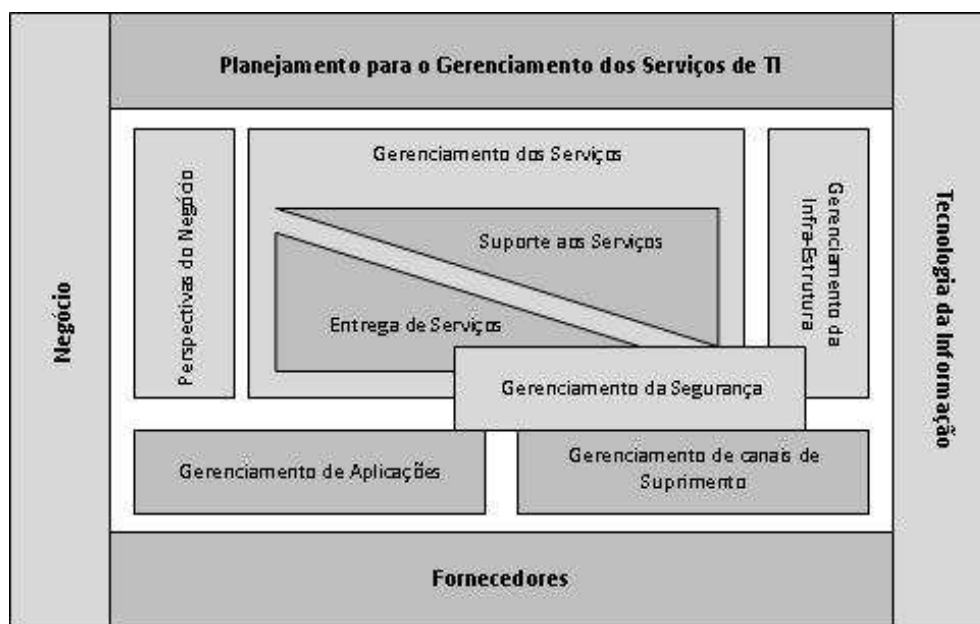 Planejamento para o Gerenciamento dos Serviços de TI
Negócio
Perspectivas do Negócio
Gerenciamento dos Serviços
Suporte aos Serviços
Entrega de Serviços
Gerenciamento da
Infra-Estrutura
Tecnologia da Informação
Gerenciamento da Segurança
Gerenciamento de Aplicações
Gerenciamento de canais de
Suprimento
Fornecedores